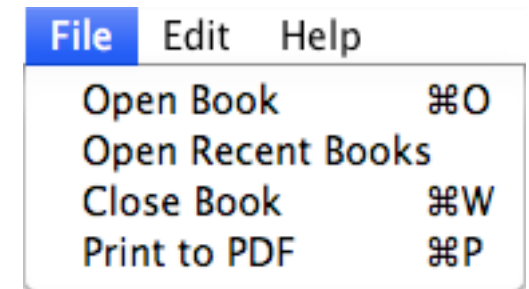 File Edit Help
Open Book ⌘O
Open Recent Books
Close Book ⌘W
Print to PDF ⌘P